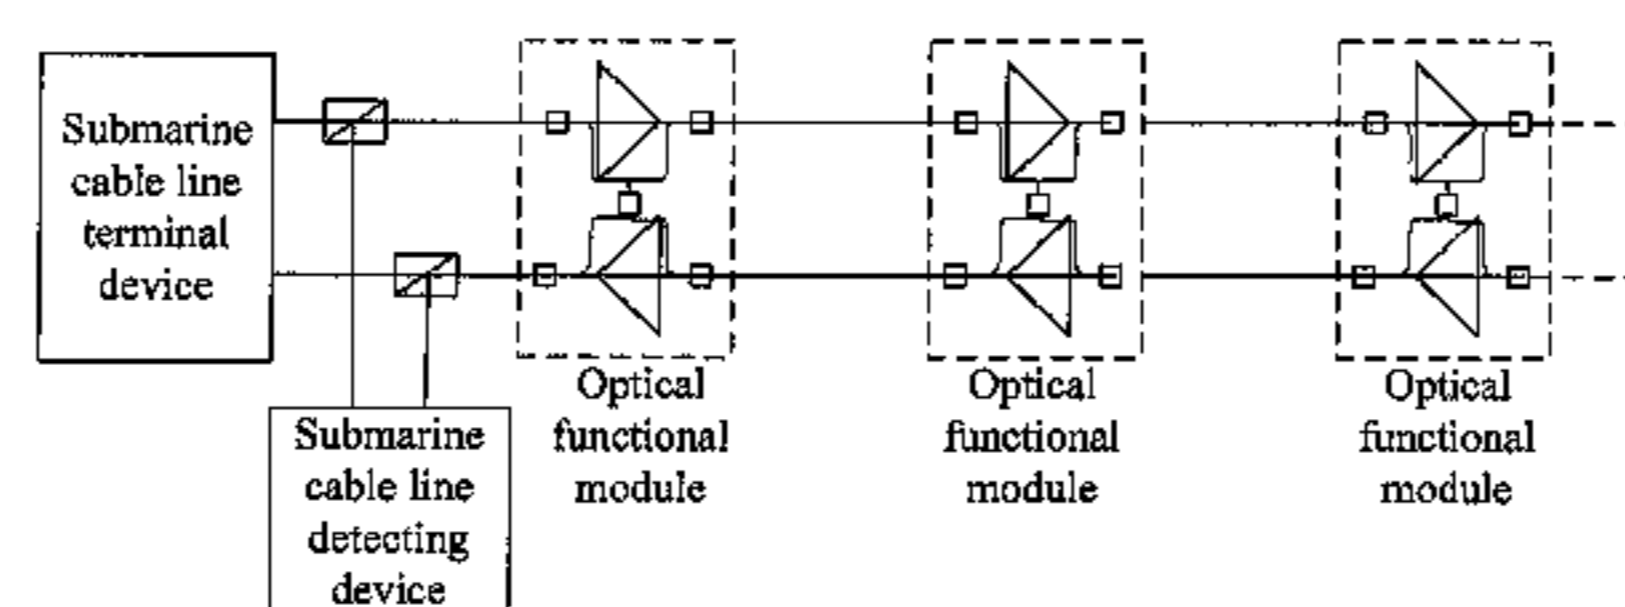 Submarine
cable line
terminal
device
Optical
functional
module
Optical
functional
module
Optical
functional
module
Submarine
cable line
detecting
device